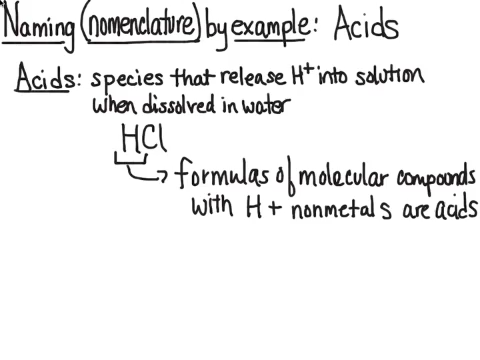 Naming (nomenclature) by example: Acids
Acids: species that release H⁺ into solution
when dissolved in water
HCl
formulas of molecular compounds
with H + nonmetals are acids